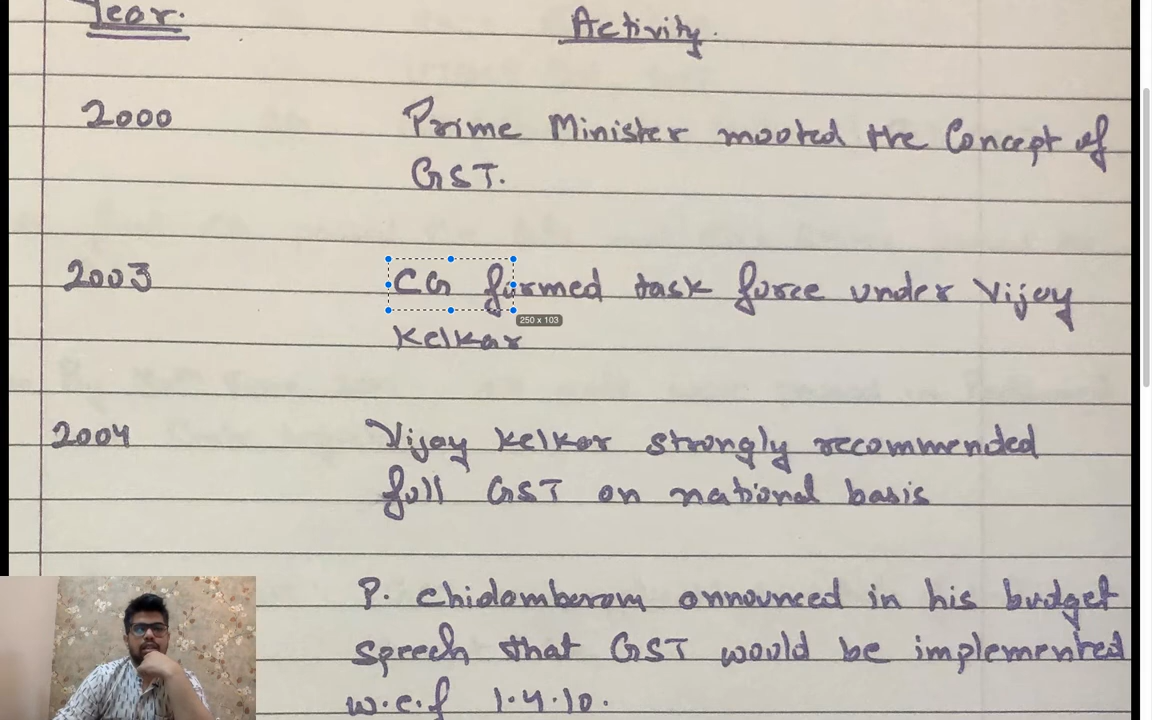 Year. Activity.
2000 Prime Minister mooted the Concept of
GST.
2003 CG formed task force under Vijay
Kelkar
250 x 103
2004 Vijay Kelkar strongly recommended
full GST on national basis
P. Chidambaram announced in his budget
speech that GST would be implemented
w.e.f 1.4.10.